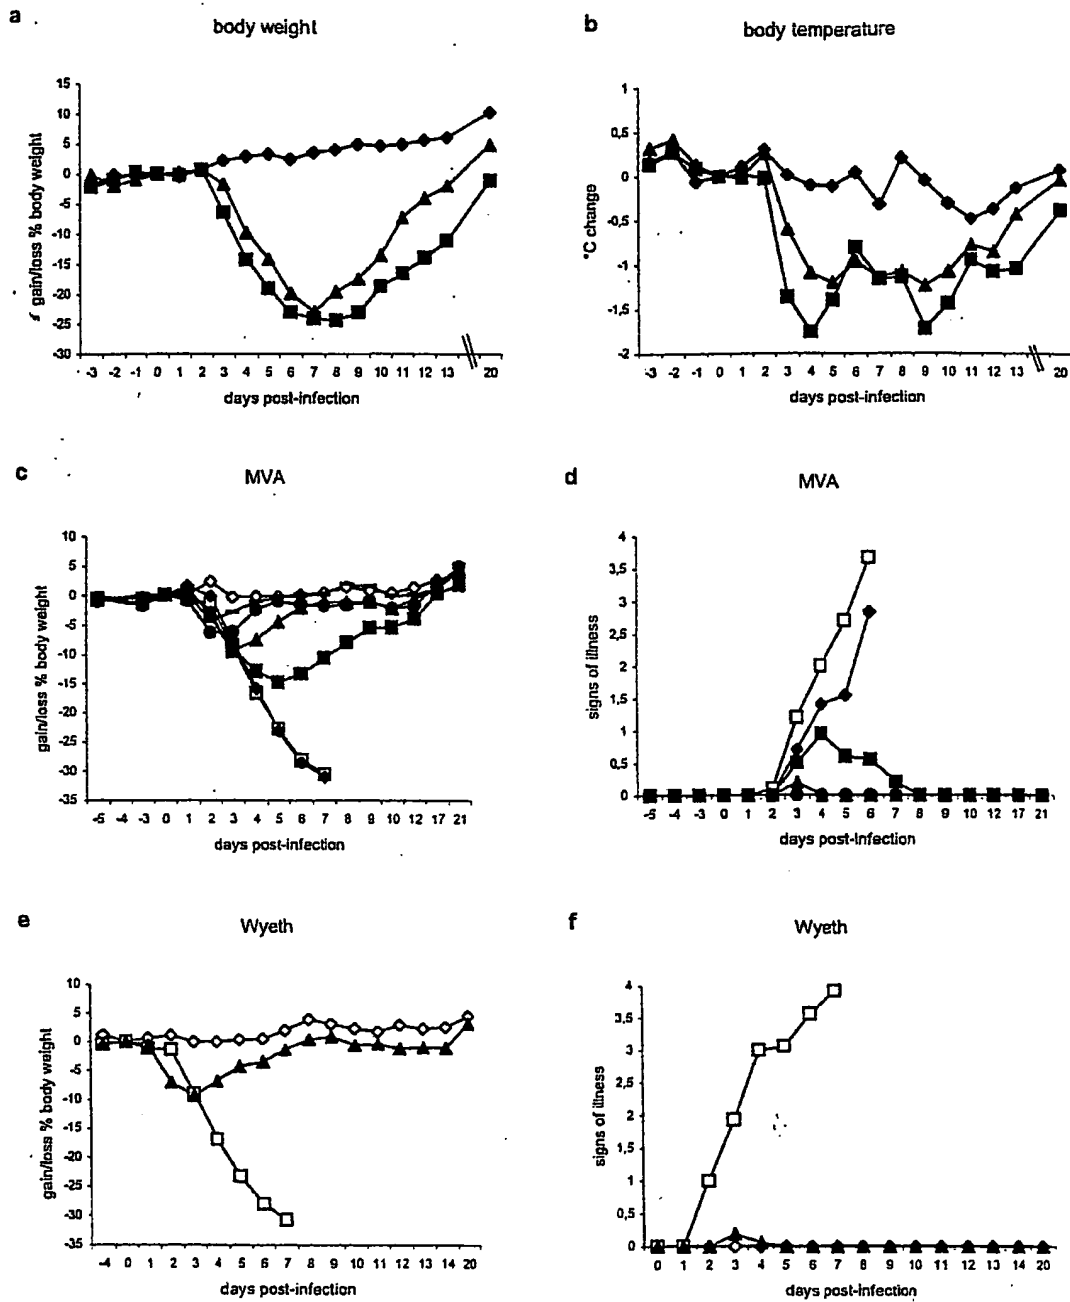 a
body weight
15
10
5
0
-5
-10
-15
-20
-25
-30
gain/loss % body weight
-3 -2 -1 0 1 2 3 4 5 6 7 8 9 10 11 12 13 20
days post-infection
b
body temperature
1
0,5
0
-0,5
-1
-1,5
-2
°C change
-3 -2 -1 0 1 2 3 4 5 6 7 8 9 10 11 12 13 20
days post-infection
c
MVA
10
5
0
-5
-10
-15
-20
-25
-30
-35
gain/loss % body weight
-5 -4 -3 0 1 2 3 4 5 6 7 8 9 10 12 17 21
days post-infection
d
MVA
4
3,5
3
2,5
2
1,5
1
0,5
0
signs of illness
-5 -4 -3 0 1 2 3 4 5 6 7 8 9 10 12 17 21
days post-infection
e
Wyeth
10
5
0
-5
-10
-15
-20
-25
-30
-35
gain/loss % body weight
-4 0 1 2 3 4 5 6 7 8 9 10 11 12 13 14 20
days post-infection
f
Wyeth
4
3,5
3
2,5
2
1,5
1
0,5
0
signs of illness
0 1 2 3 4 5 6 7 8 9 10 11 12 13 14 20
days post-infection